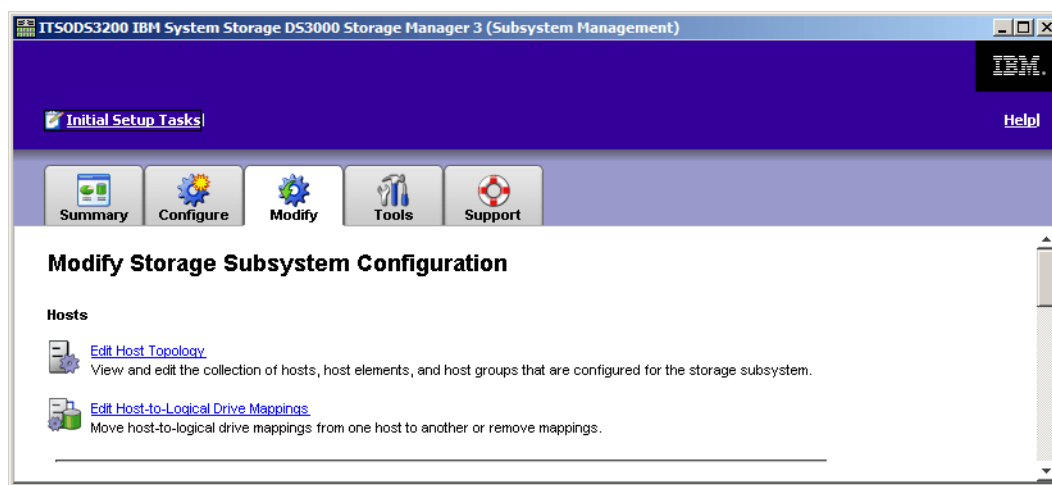 ITSODS3200 IBM System Storage DS3000 Storage Manager 3 (Subsystem Management)
IBM.
Initial Setup Tasks
Help
Summary
Configure
Modify
Tools
Support
Modify Storage Subsystem Configuration
Hosts
Edit Host Topology
View and edit the collection of hosts, host elements, and host groups that are configured for the storage subsystem.
Edit Host-to-Logical Drive Mappings
Move host-to-logical drive mappings from one host to another or remove mappings.